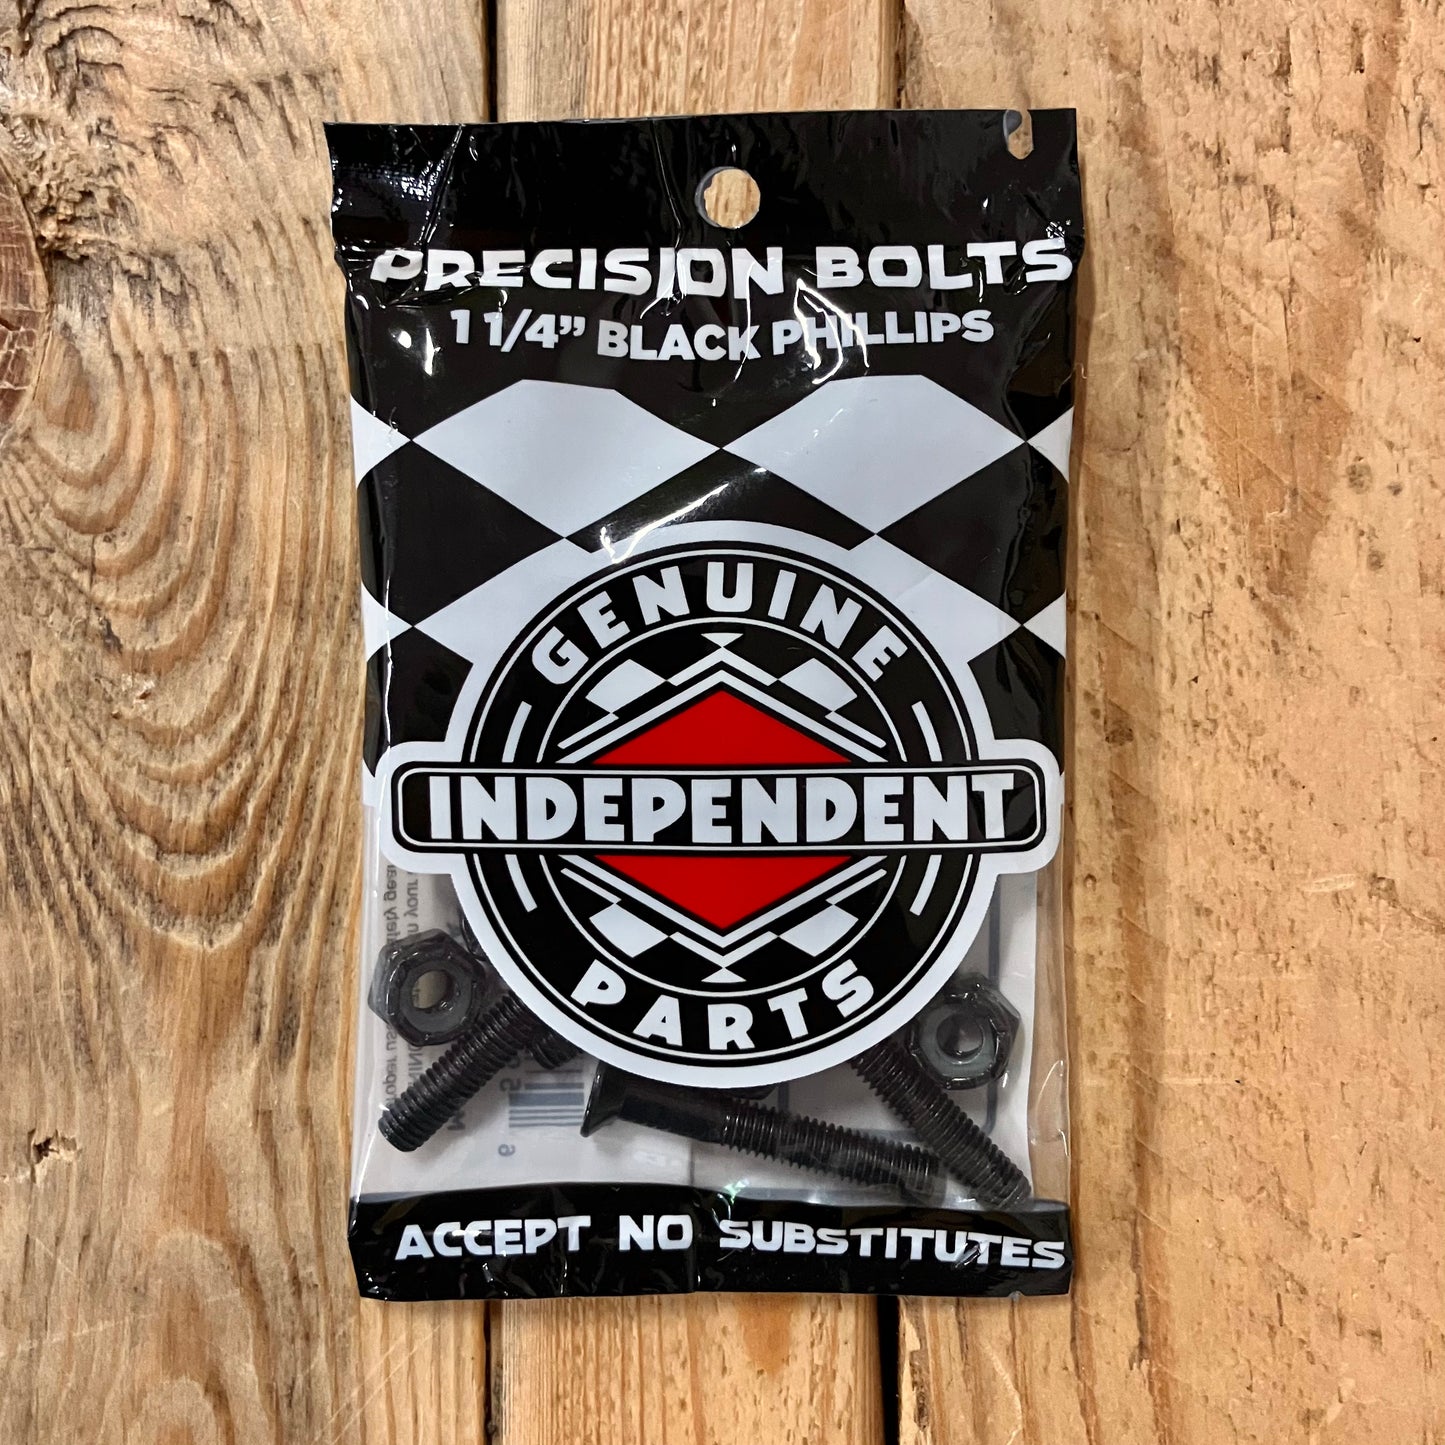 PRECISION BOLTS
1 1/4” BLACK PHILLIPS
GENUINE
INDEPENDENT
PARTS
ACCEPT NO SUBSTITUTES